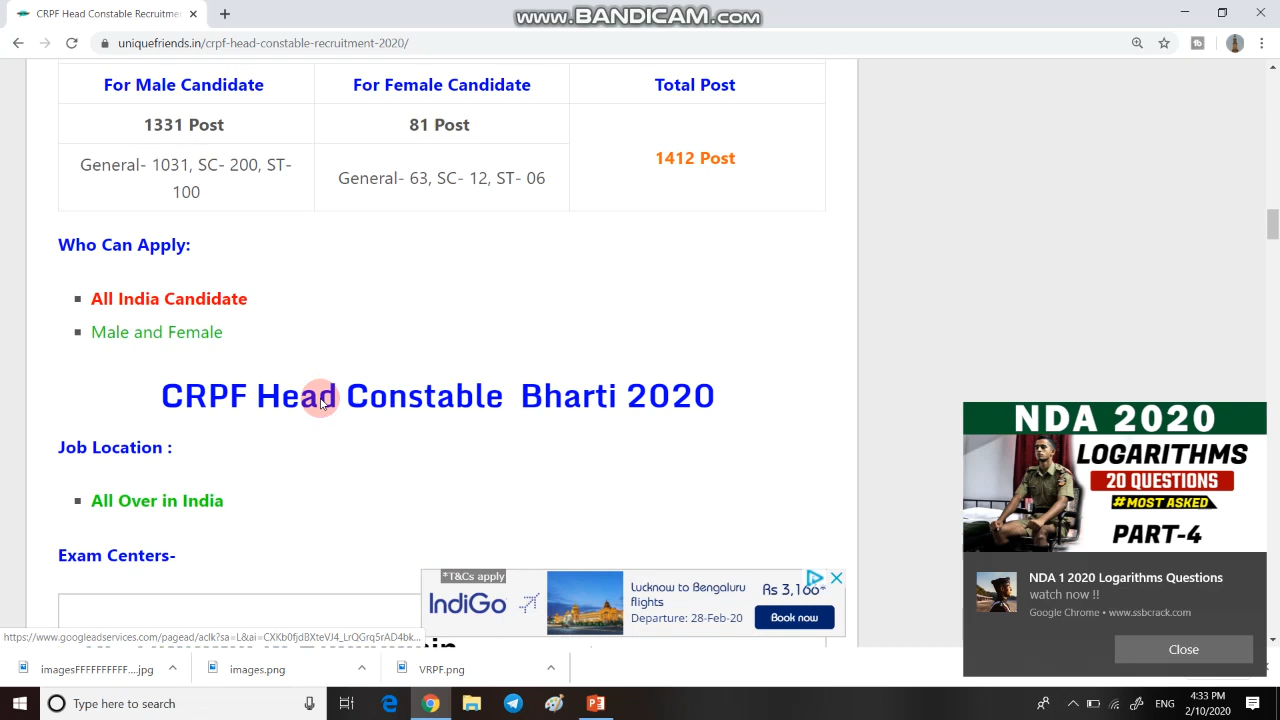 CRPF Head Constable Recruitment
www.BANDICAM.com
uniquefriends.in/crpf-head-constable-recruitment-2020/
For Male Candidate
For Female Candidate
Total Post
1331 Post
81 Post
1412 Post
General- 1031, SC- 200, ST-
100
General- 63, SC- 12, ST- 06
Who Can Apply:
All India Candidate
Male and Female
CRPF Head Constable Bharti 2020
Job Location :
All Over in India
Exam Centers-
*T&Cs apply
IndiGo
Lucknow to Bengaluru
flights
Departure: 28-Feb-20
Rs 3,166*
Book now
NDA 2020
LOGARITHMS
20 QUESTIONS
#MOST ASKED
PART-4
NDA 1 2020 Logarithms Questions
watch now !!
Google Chrome • www.ssbcrack.com
Close
imagesFFFFFFFFFF....jpg
images.png
VRPF.png
Type here to search
ENG
4:33 PM
2/10/2020